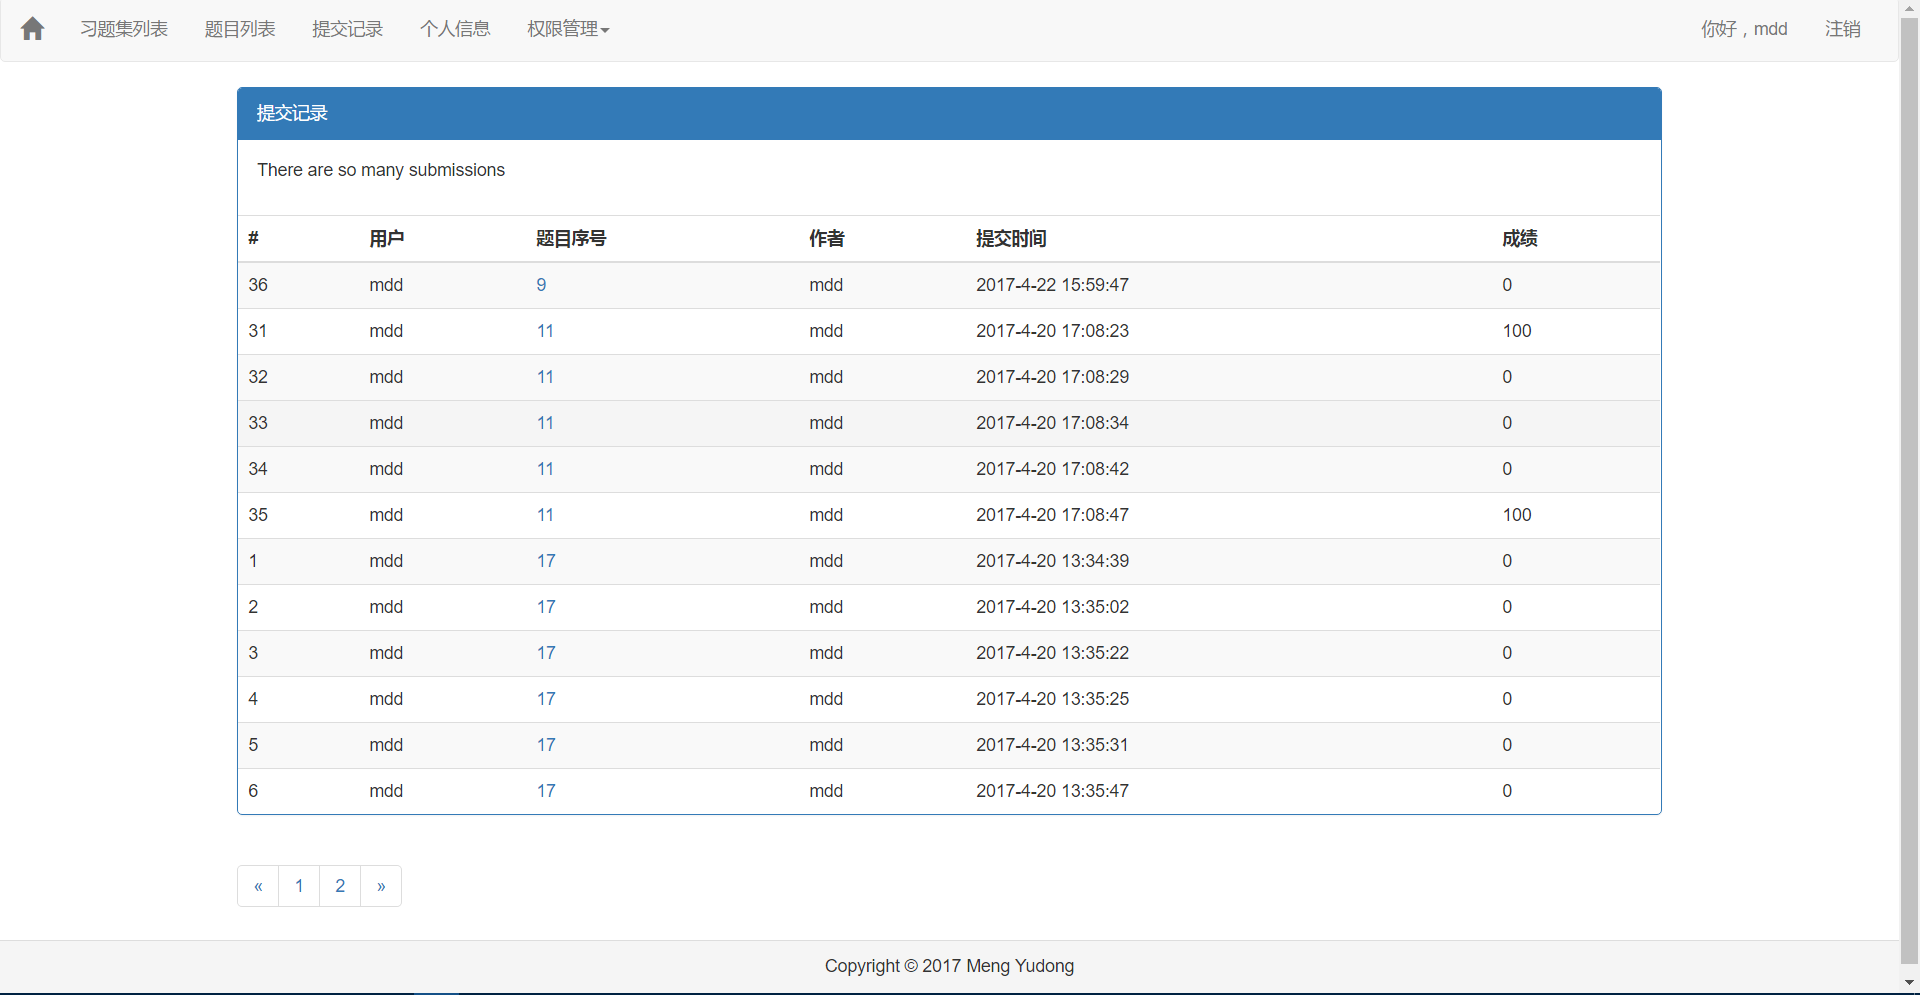 习题集列表 题目列表 提交记录 个人信息 权限管理 你好，mdd 注销
提交记录
There are so many submissions
# 用户 题目序号 作者 提交时间 成绩
36 mdd 9 mdd 2017-4-22 15:59:47 0
31 mdd 11 mdd 2017-4-20 17:08:23 100
32 mdd 11 mdd 2017-4-20 17:08:29 0
33 mdd 11 mdd 2017-4-20 17:08:34 0
34 mdd 11 mdd 2017-4-20 17:08:42 0
35 mdd 11 mdd 2017-4-20 17:08:47 100
1 mdd 17 mdd 2017-4-20 13:34:39 0
2 mdd 17 mdd 2017-4-20 13:35:02 0
3 mdd 17 mdd 2017-4-20 13:35:22 0
4 mdd 17 mdd 2017-4-20 13:35:25 0
5 mdd 17 mdd 2017-4-20 13:35:31 0
6 mdd 17 mdd 2017-4-20 13:35:47 0
« 1 2 »
Copyright © 2017 Meng Yudong